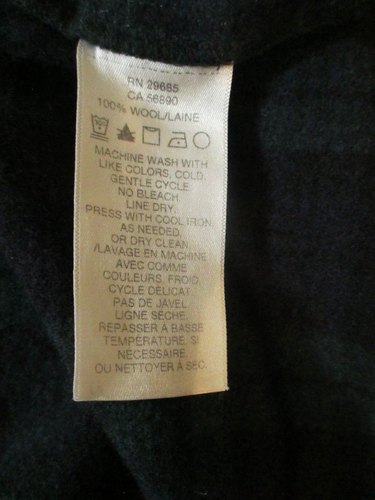 RN 29685
CA 56890
100% WOOL/LAINE
MACHINE WASH WITH
LIKE COLORS, COLD.
GENTLE CYCLE.
NO BLEACH.
LINE DRY.
PRESS WITH COOL IRON,
AS NEEDED.
OR DRY CLEAN
/LAVAGE EN MACHINE
AVEC COMME
COULEURS, FROID.
CYCLE DELICAT.
PAS DE JAVEL.
LIGNE SECHE.
REPASSER À BASSE
TEMPERATURE, SI
NÉCESSAIRE.
OU NETTOYER À SEC.